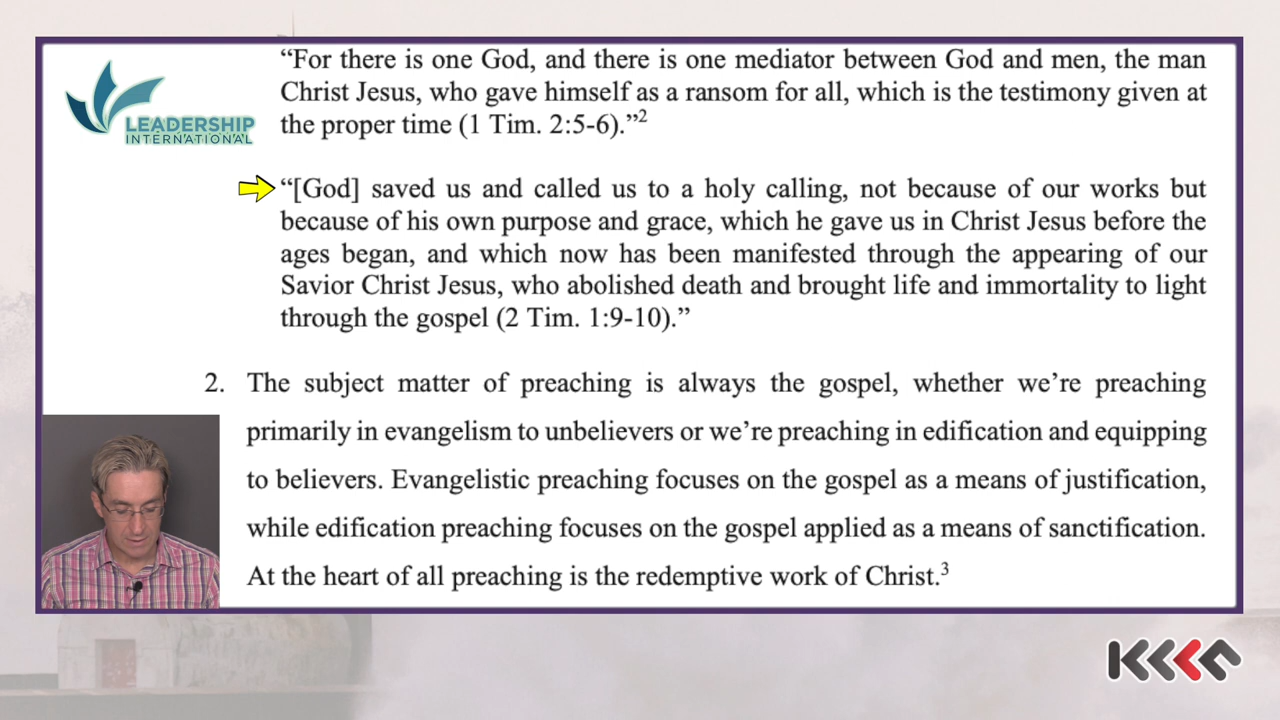 “For there is one God, and there is one mediator between God and men, the man
Christ Jesus, who gave himself as a ransom for all, which is the testimony given at
the proper time (1 Tim. 2:5-6).”2
LEADERSHIP
INTERNATIONAL
“[God] saved us and called us to a holy calling, not because of our works but
because of his own purpose and grace, which he gave us in Christ Jesus before the
ages began, and which now has been manifested through the appearing of our
Savior Christ Jesus, who abolished death and brought life and immortality to light
through the gospel (2 Tim. 1:9-10).”
2. The subject matter of preaching is always the gospel, whether we’re preaching
primarily in evangelism to unbelievers or we’re preaching in edification and equipping
to believers. Evangelistic preaching focuses on the gospel as a means of justification,
while edification preaching focuses on the gospel applied as a means of sanctification.
At the heart of all preaching is the redemptive work of Christ.3